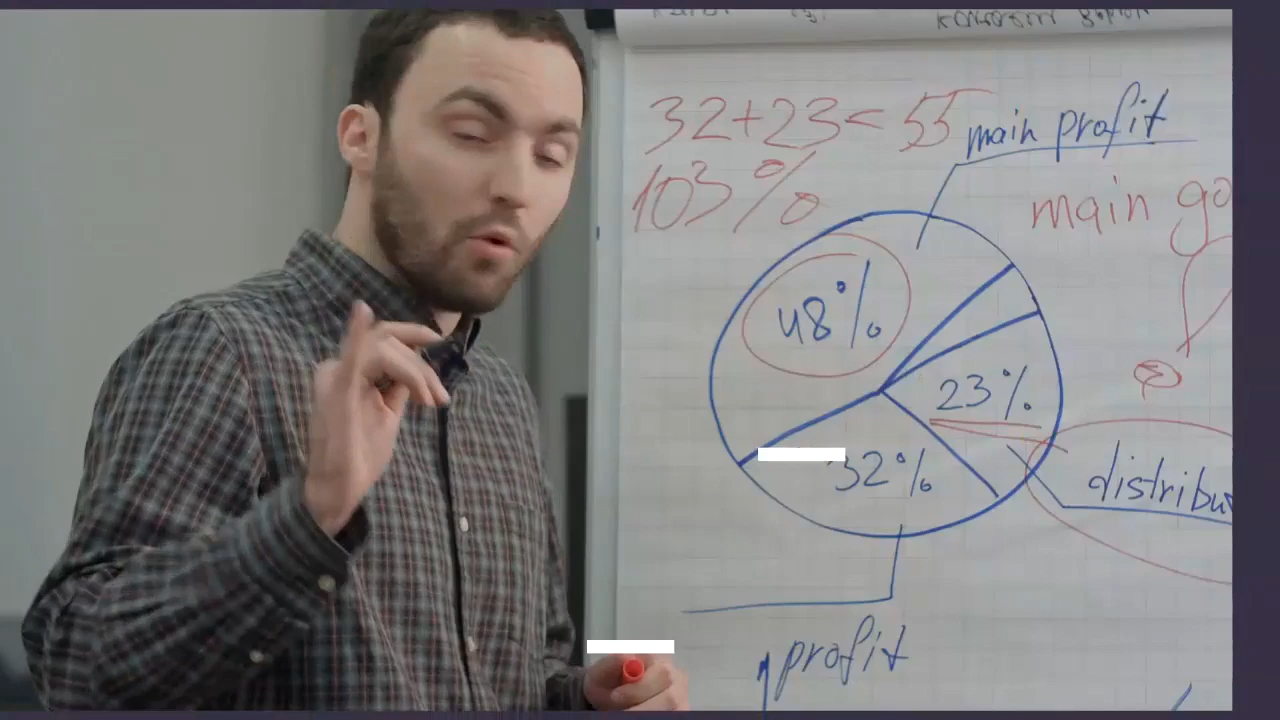 32+23= 55
main profit
103%
main go
48%
23%
32%
distribu
profit